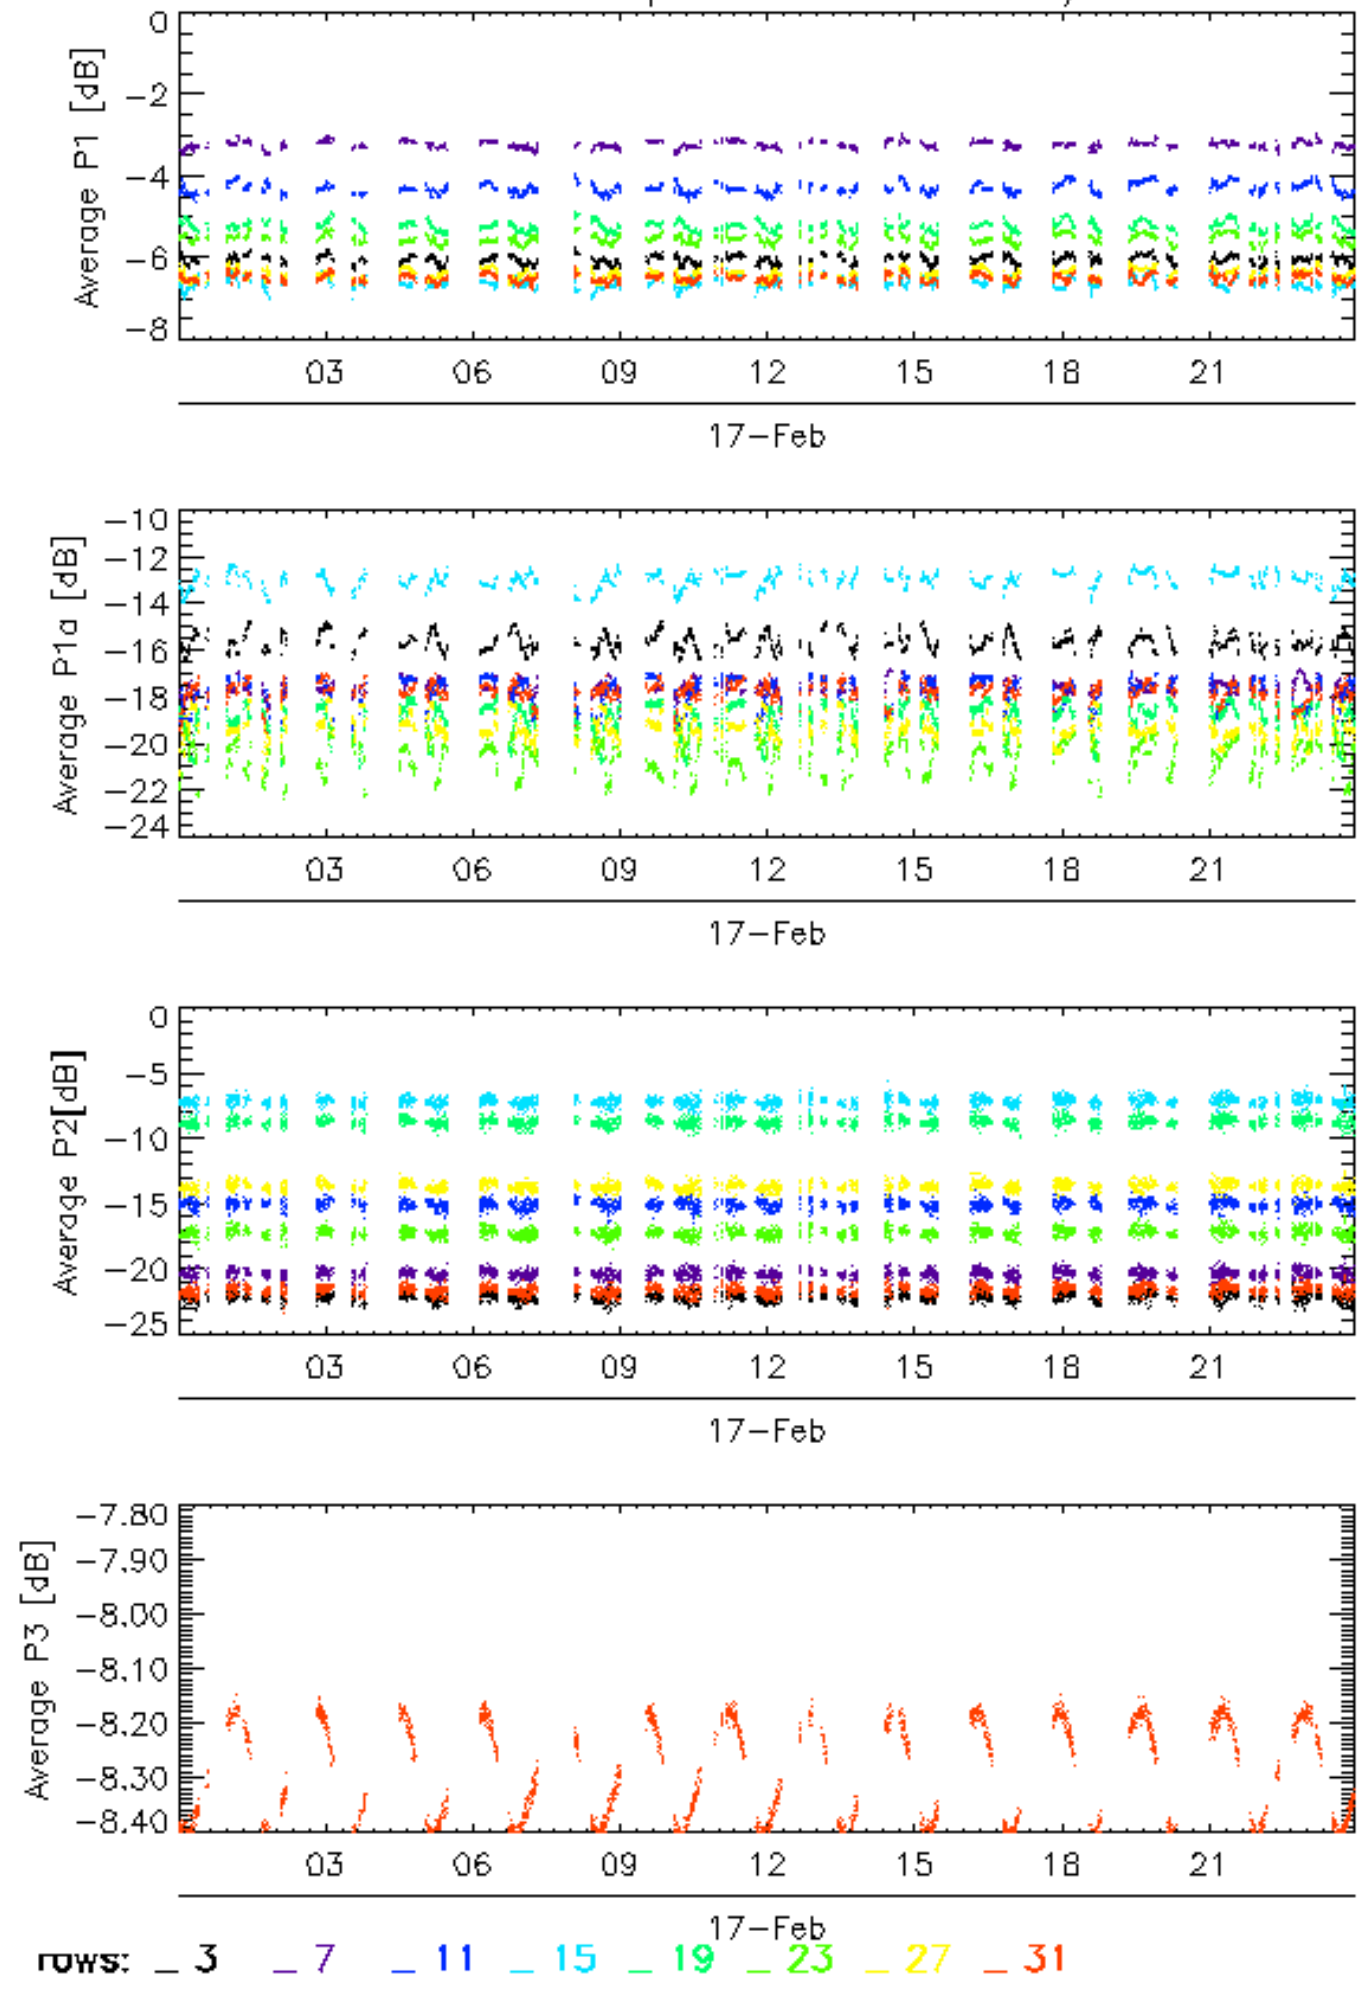 0
-2
-4
-6
-8
Average P1 [dB]
03 06 09 12 15 18 21
17-Feb
-10
-12
-14
-16
-18
-20
-22
-24
Average P1a [dB]
03 06 09 12 15 18 21
17-Feb
0
-5
-10
-15
-20
-25
Average P2[dB]
03 06 09 12 15 18 21
17-Feb
-7.80
-7.90
-8.00
-8.10
-8.20
-8.30
-8.40
Average P3 [dB]
03 06 09 12 15 18 21
17-Feb
rows: _ 3 _ 7 _ 11 _ 15 _ 19 _ 23 _ 27 _ 31